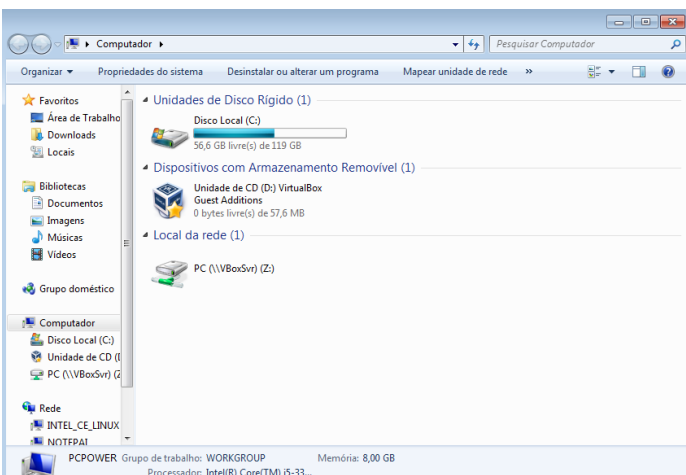 Computador
Pesquisar Computador
Organizar
Propriedades do sistema
Desinstalar ou alterar um programa
Mapear unidade de rede
»
Favoritos
Área de Trabalho
Downloads
Locais
Bibliotecas
Documentos
Imagens
Músicas
Vídeos
Grupo doméstico
Computador
Disco Local (C:)
Unidade de CD (
PC (\\VBoxSvr) (Z
Rede
INTEL_CE_LINUX
NOTEPAI
Unidades de Disco Rígido (1)
Disco Local (C:)
56,6 GB livre(s) de 119 GB
Dispositivos com Armazenamento Removível (1)
Unidade de CD (D:) VirtualBox
Guest Additions
0 bytes livre(s) de 57,6 MB
Local da rede (1)
PC (\\VBoxSvr) (Z:)
PCPOWER Grupo de trabalho: WORKGROUP Memória: 8,00 GB
Processador: Intel(R) Core(TM) i5-33...